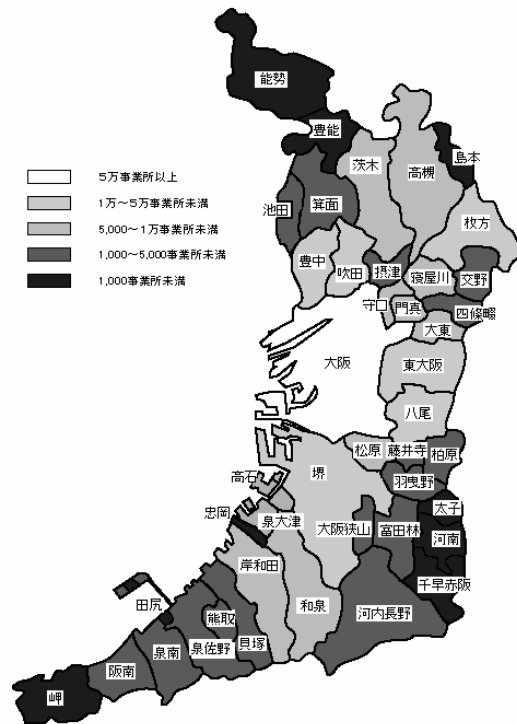 能勢
豊能
茨木
高槻
島本
5万事業所以上
1万～5万事業所未満
5,000～1万事業所未満
1,000～5,000事業所未満
1,000事業所未満
池田
箕面
枚方
豊中
吹田
摂津
寝屋川
交野
守口
門真
四條畷
大東
大阪
東大阪
八尾
松原
藤井寺
柏原
堺
高石
羽曳野
忠岡
泉大津
大阪狭山
富田林
太子
河南
岸和田
千早赤阪
田尻
和泉
河内長野
熊取
貝塚
泉佐野
泉南
阪南
岬